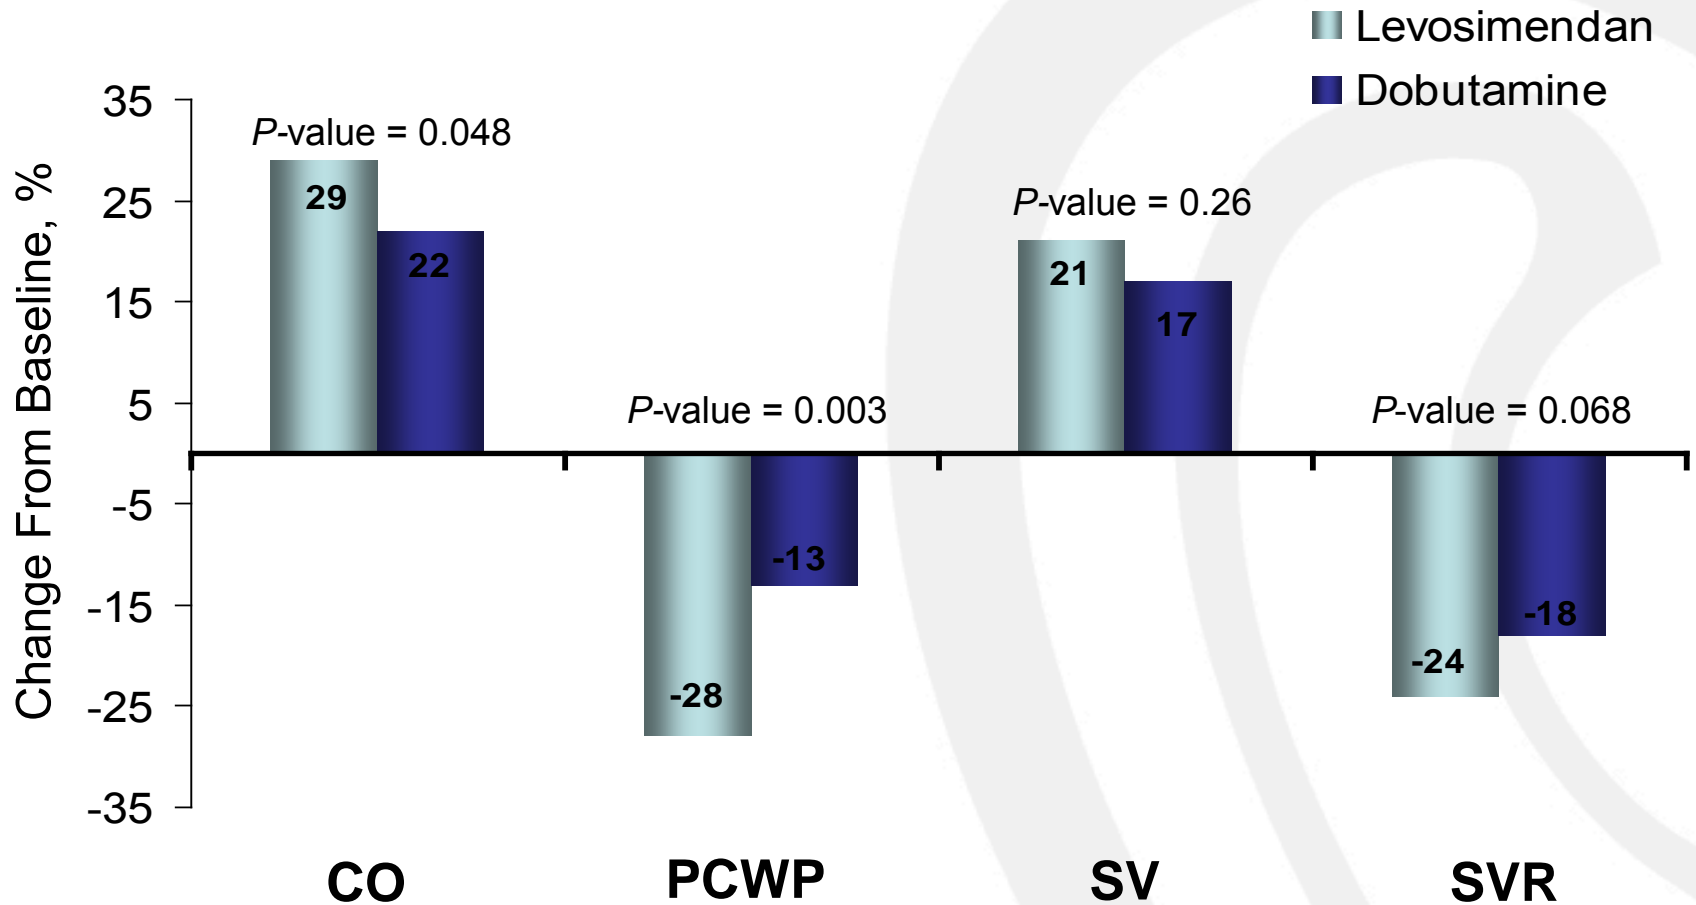 Levosimendan
Dobutamine
Change From Baseline, %
35
25
15
5
-5
-15
-25
-35
P-value = 0.048
29
22
P-value = 0.003
-28
-13
P-value = 0.26
21
17
P-value = 0.068
-24
-18
CO
PCWP
SV
SVR